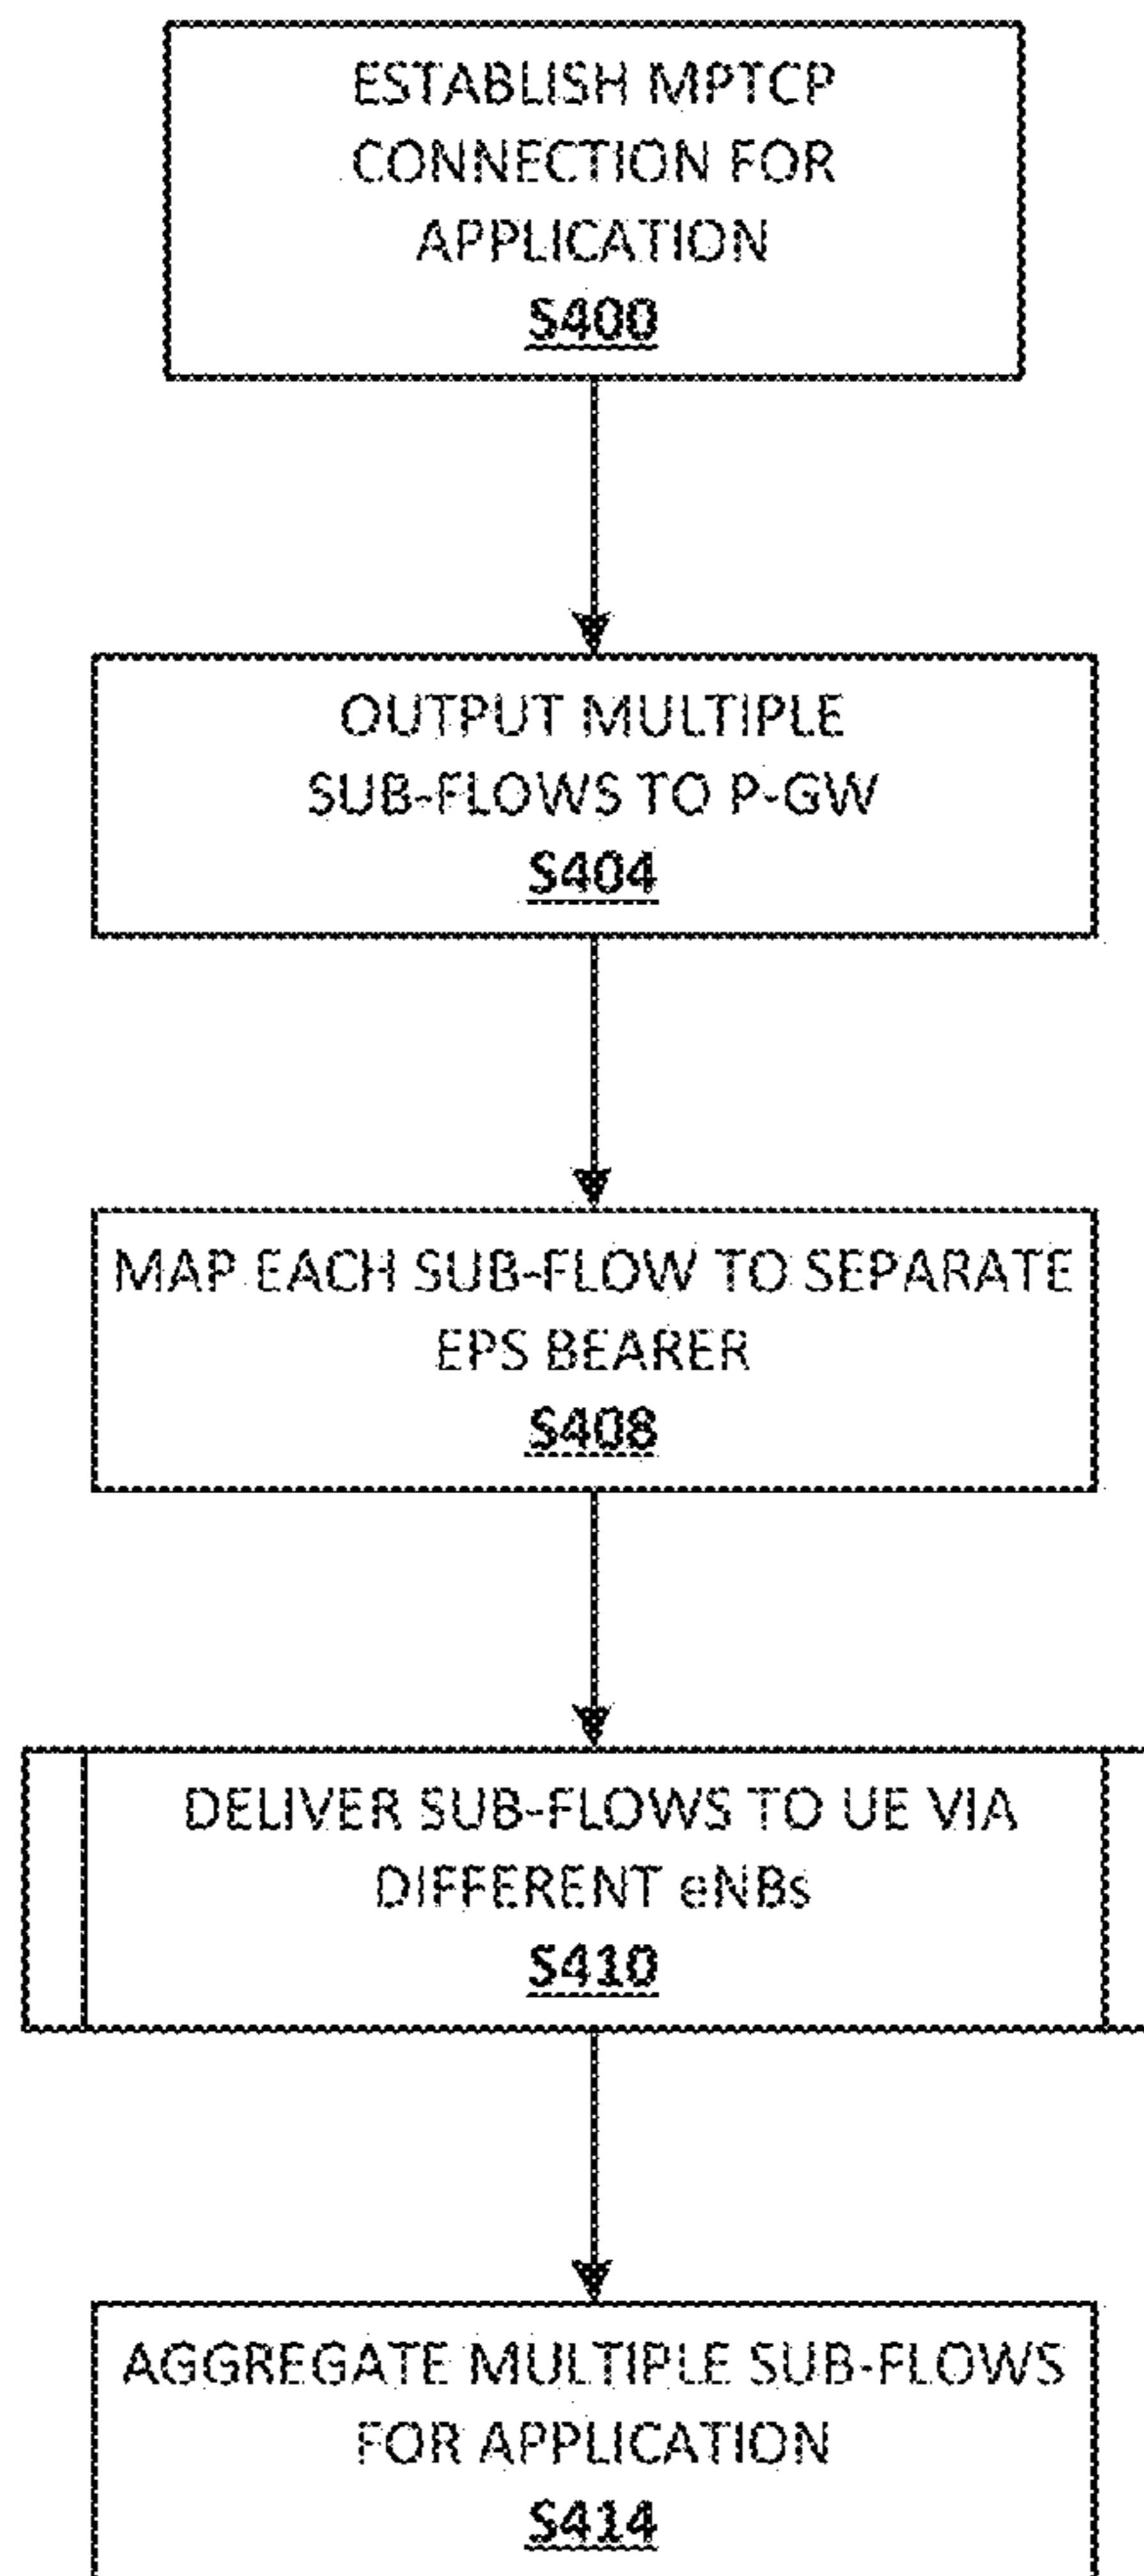 ESTABLISH MPTCP
CONNECTION FOR
APPLICATION
S400
OUTPUT MULTIPLE
SUB-FLOWS TO P-GW
S404
MAP EACH SUB-FLOW TO SEPARATE
EPS BEARER
S408
DELIVER SUB-FLOWS TO UE VIA
DIFFERENT eNBs
S410
AGGREGATE MULTIPLE SUB-FLOWS
FOR APPLICATION
S414